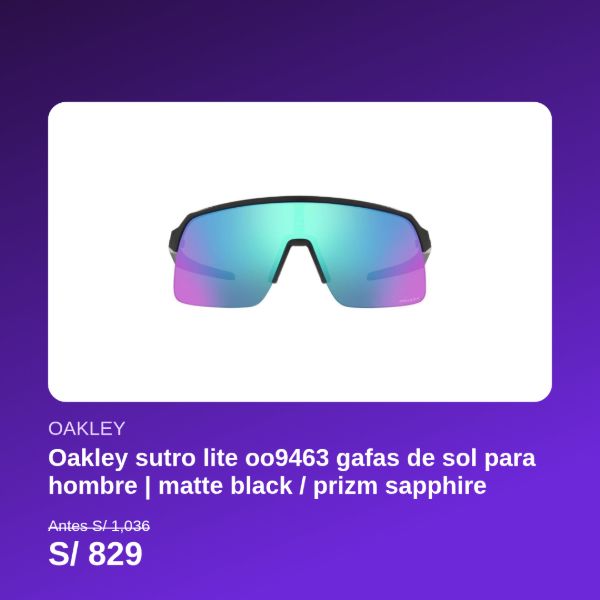 OAKLEY
Oakley sutro lite oo9463 gafas de sol para
hombre | matte black / prizm sapphire
Antes S/ 1,036
S/ 829